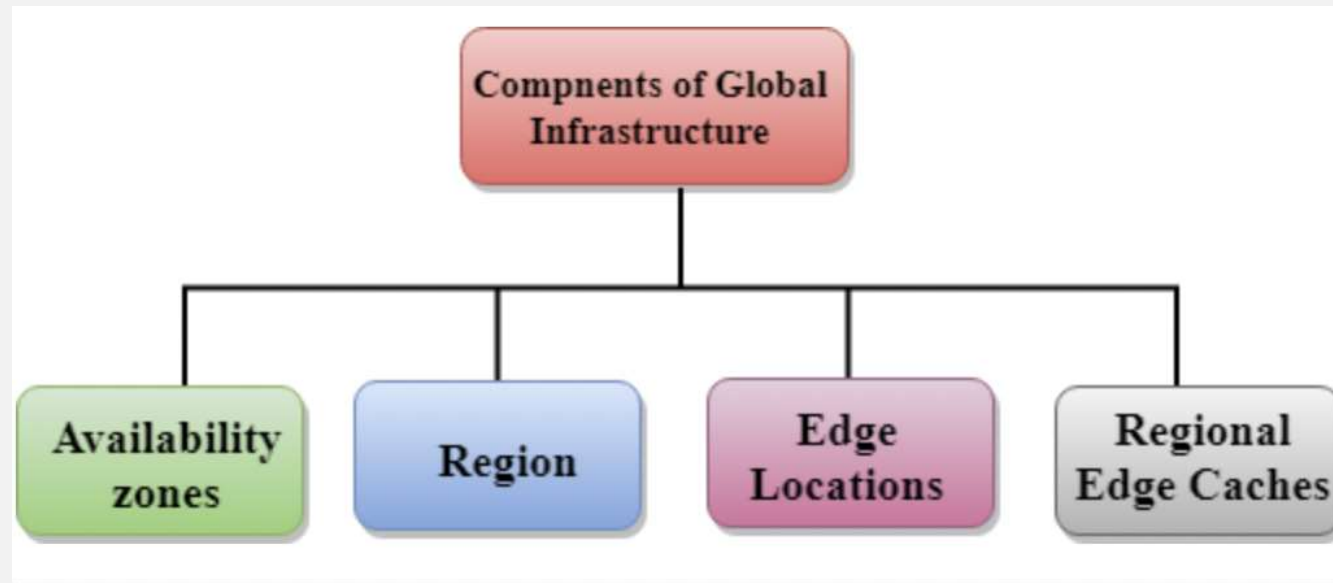 Compnents of Global
Infrastructure
Availability
zones
Region
Edge
Locations
Regional
Edge Caches